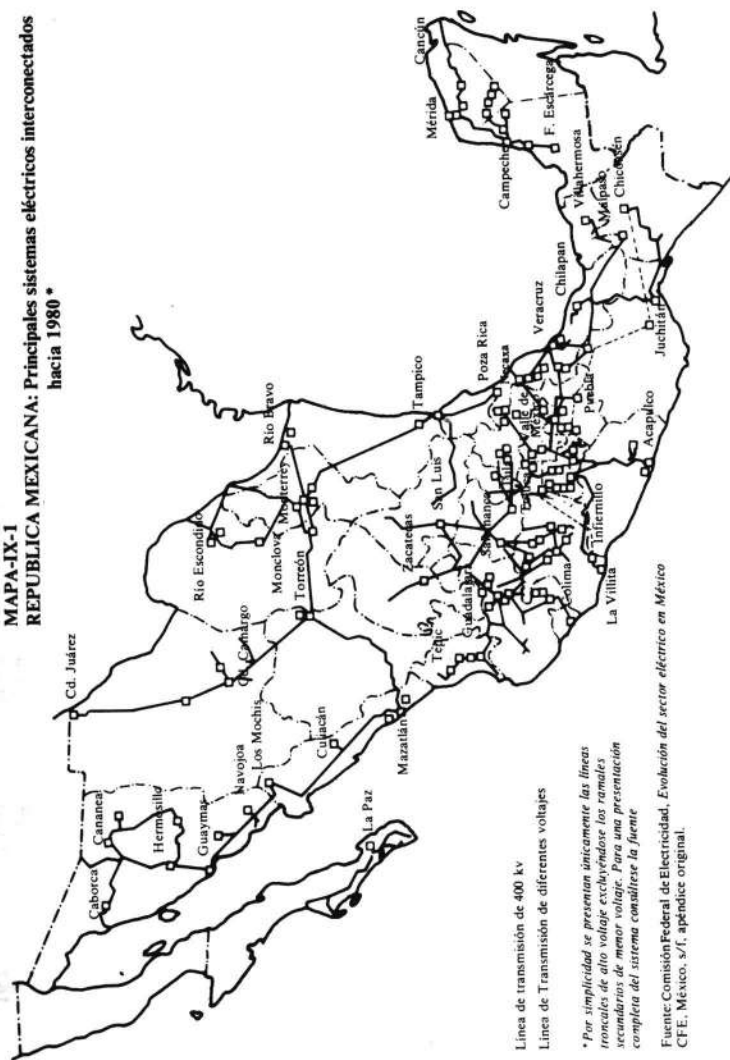 MAPA-IX-1
REPUBLICA MEXICANA: Principales sistemas eléctricos interconectados
hacia 1980 *
Cd. Juárez
Cananea
Caborca
Hermosillo
Guaymas
Navojoa
Los Mochis
Culiacán
La Paz
Mazatlán
Cd. Camargo
Torreón
Monclova
Río Escondido
Monterrey
Río Bravo
Tampico
Zacatecas
San Luis
Tepic
Guadalajara
Salamanca
Colima
La Villita
Infiernillo
Poza Rica
Valle de
México
Puebla
Veracruz
Acapulco
Juchitán
Chilapan
Villahermosa
Malpaso
Chicoasén
F. Escárcega
Campeche
Mérida
Cancún
Línea de transmisión de 400 kv
Línea de Transmisión de diferentes voltajes
* Por simplicidad se presentan únicamente las líneas
troncales de alto voltaje excluyéndose los ramales
secundarios de menor voltaje. Para una presentación
completa del sistema consúltese la fuente
Fuente: Comisión Federal de Electricidad, Evolución del sector eléctrico en México
CFE, México, s/f, apéndice original.